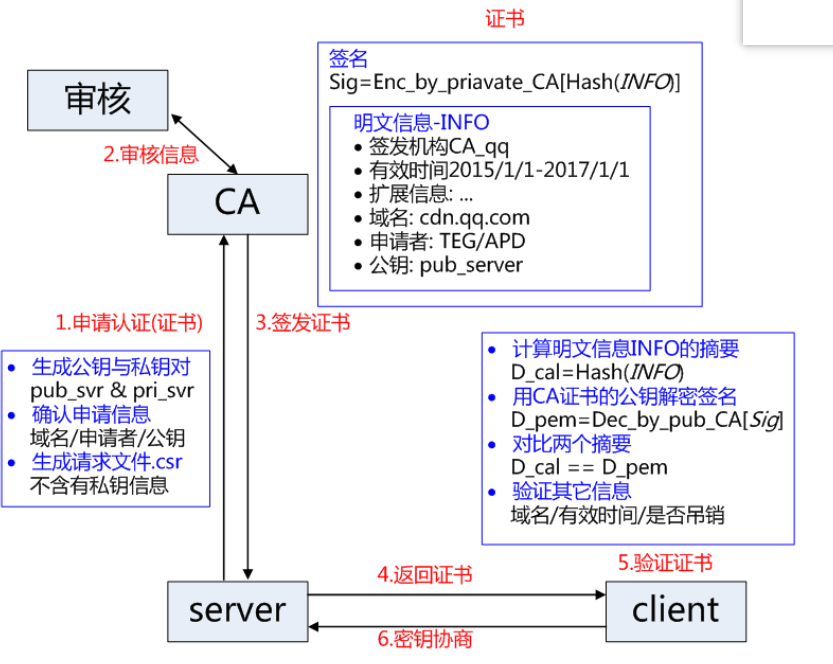 证书
签名
Sig=Enc_by_priavate_CA[Hash(INFO)]
明文信息-INFO
• 签发机构CA_qq
• 有效时间2015/1/1-2017/1/1
• 扩展信息: ...
• 域名: cdn.qq.com
• 申请者: TEG/APD
• 公钥: pub_server
审核
2.审核信息
CA
1.申请认证(证书)
3.签发证书
• 生成公钥与私钥对
pub_svr & pri_svr
• 确认申请信息
域名/申请者/公钥
• 生成请求文件.csr
不含有私钥信息
• 计算明文信息INFO的摘要
D_cal=Hash(INFO)
• 用CA证书的公钥解密签名
D_pem=Dec_by_pub_CA[Sig]
• 对比两个摘要
D_cal == D_pem
• 验证其它信息
域名/有效时间/是否吊销
5.验证证书
4.返回证书
server
client
6.密钥协商